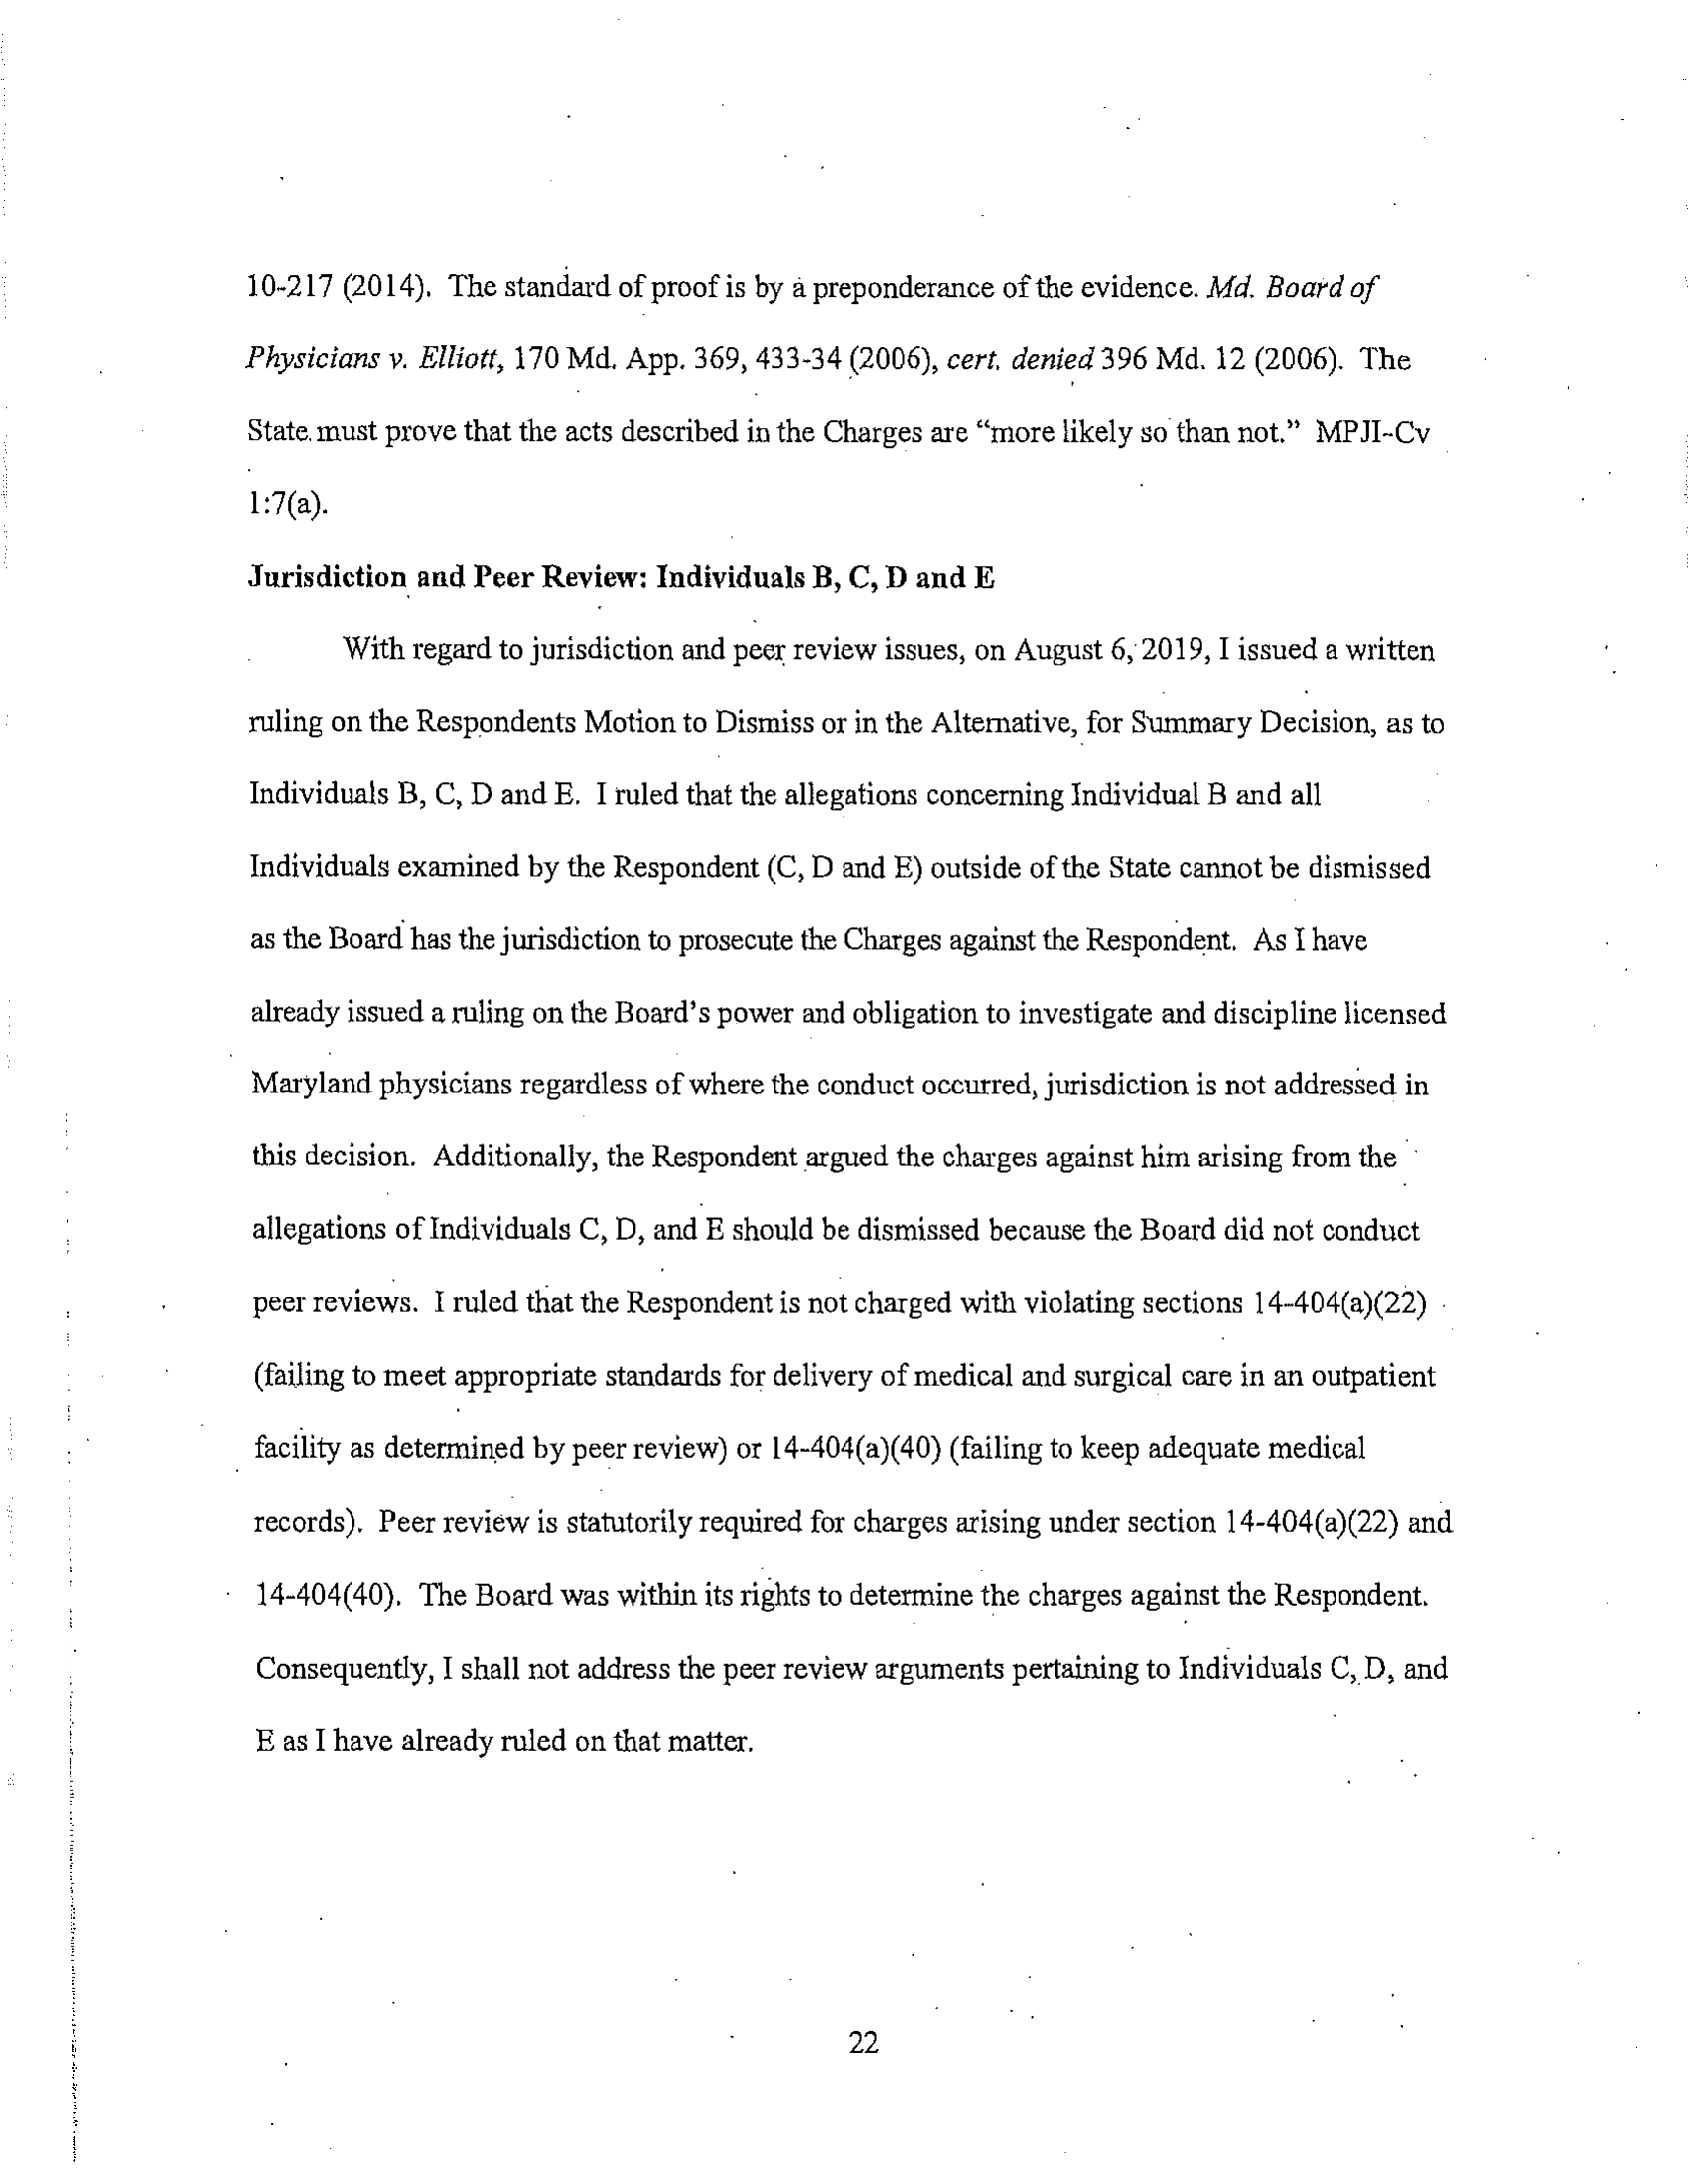 10-217 (2014). The standard of proof is by a preponderance of the evidence. Md. Board of
Physicians v. Elliott, 170 Md. App. 369, 433-34 (2006), cert. denied 396 Md. 12 (2006). The
State must prove that the acts described in the Charges are “more likely so than not.” MPJI-Cv
1:7(a).
Jurisdiction and Peer Review: Individuals B, C, D and E
With regard to jurisdiction and peer review issues, on August 6, 2019, I issued a written
ruling on the Respondents Motion to Dismiss or in the Alternative, for Summary Decision, as to
Individuals B, C, D and E. I ruled that the allegations concerning Individual B and all
Individuals examined by the Respondent (C, D and E) outside of the State cannot be dismissed
as the Board has the jurisdiction to prosecute the Charges against the Respondent. As I have
already issued a ruling on the Board’s power and obligation to investigate and discipline licensed
Maryland physicians regardless of where the conduct occurred, jurisdiction is not addressed in
this decision. Additionally, the Respondent argued the charges against him arising from the
allegations of Individuals C, D, and E should be dismissed because the Board did not conduct
peer reviews. I ruled that the Respondent is not charged with violating sections 14-404(a)(22)
(failing to meet appropriate standards for delivery of medical and surgical care in an outpatient
facility as determined by peer review) or 14-404(a)(40) (failing to keep adequate medical
records). Peer review is statutorily required for charges arising under section 14-404(a)(22) and
14-404(40). The Board was within its rights to determine the charges against the Respondent.
Consequently, I shall not address the peer review arguments pertaining to Individuals C, D, and
E as I have already ruled on that matter.
22